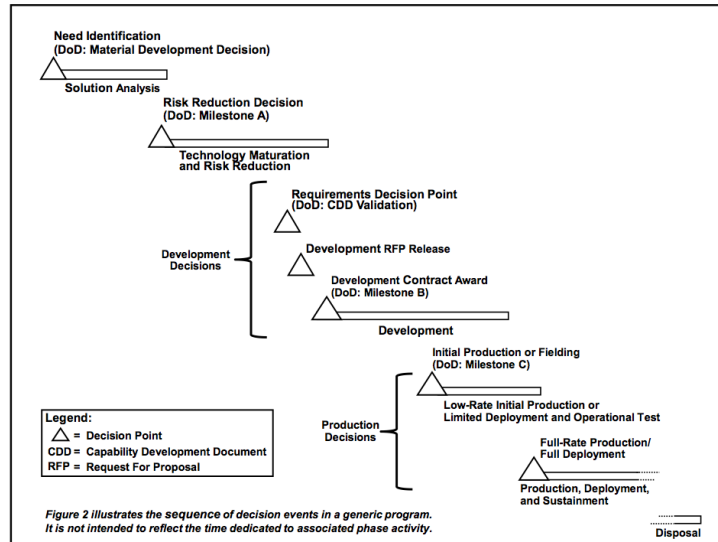 Need Identification
(DoD: Material Development Decision)
Solution Analysis
Risk Reduction Decision
(DoD: Milestone A)
Technology Maturation
and Risk Reduction
Requirements Decision Point
(DoD: CDD Validation)
Development RFP Release
Development
Decisions
Development Contract Award
(DoD: Milestone B)
Development
Initial Production or Fielding
(DoD: Milestone C)
Low-Rate Initial Production or
Limited Deployment and Operational Test
Production
Decisions
Full-Rate Production/
Full Deployment
Production, Deployment,
and Sustainment
Disposal
Legend:
= Decision Point
CDD = Capability Development Document
RFP = Request For Proposal
Figure 2 illustrates the sequence of decision events in a generic program.
It is not intended to reflect the time dedicated to associated phase activity.